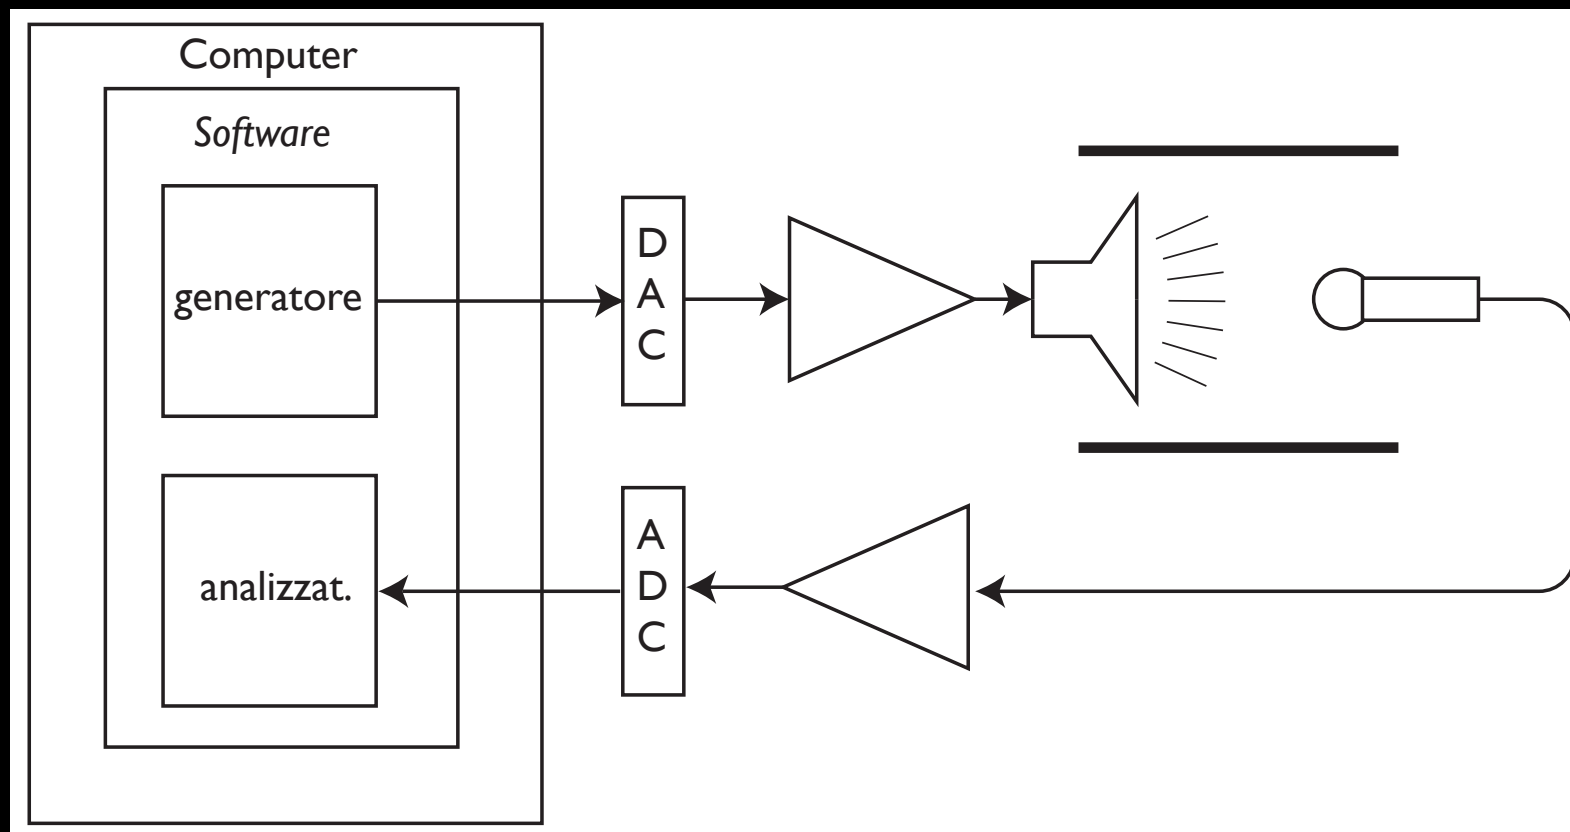 Computer
Software
generatore
D
A
C
analizzat.
A
D
C